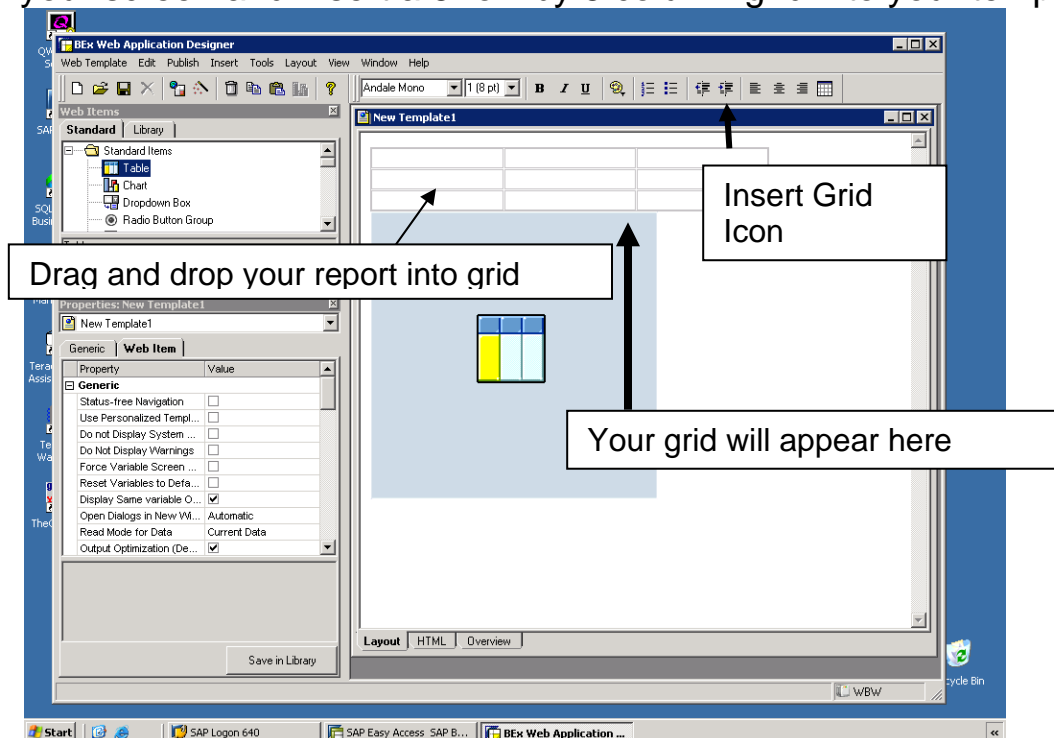 BEx Web Application Designer
Web Template Edit Publish Insert Tools Layout View Window Help
Andale Mono 1 (8 pt) B I U
Web Items
Standard Library
Standard Items
Table
Chart
Dropdown Box
Radio Button Group
New Template1
Insert Grid
Icon
Drag and drop your report into grid
Your grid will appear here
Properties: New Template1
New Template1
Generic Web Item
Property Value
Generic
Status-free Navigation
Use Personalized Templ...
Do not Display System ...
Do Not Display Warnings
Force Variable Screen ...
Reset Variables to Defa...
Display Same variable O...
Open Dialogs in New Wi... Automatic
Read Mode for Data Current Data
Output Optimization (De...
Save in Library
Layout HTML Overview
WBW
cycle Bin
Start SAP Logon 640 SAP Easy Access SAP B... BEx Web Application ...